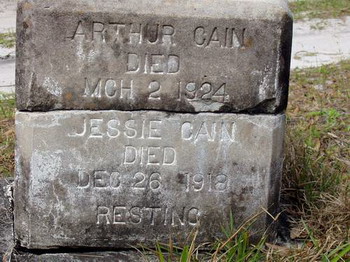 ARTHUR CAIN
DIED
MCH 2 1924
JESSIE CAIN
DIED
DEC 26 1918
RESTING